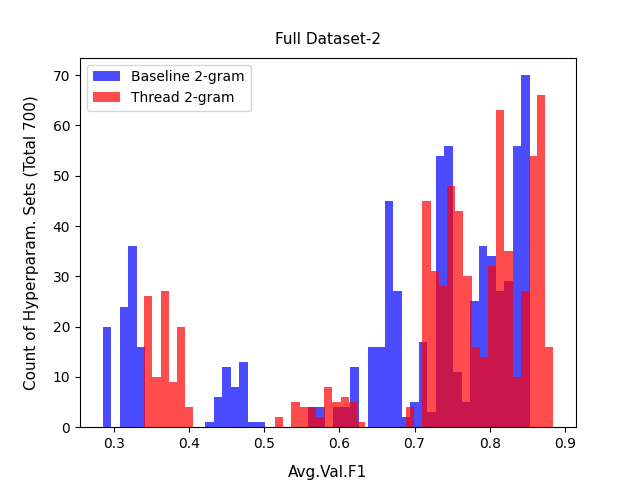 Full Dataset-2
Baseline 2-gram
Thread 2-gram
Count of Hyperparam. Sets (Total 700)
70
60
50
40
30
20
10
0
0.3 0.4 0.5 0.6 0.7 0.8 0.9
Avg.Val.F1